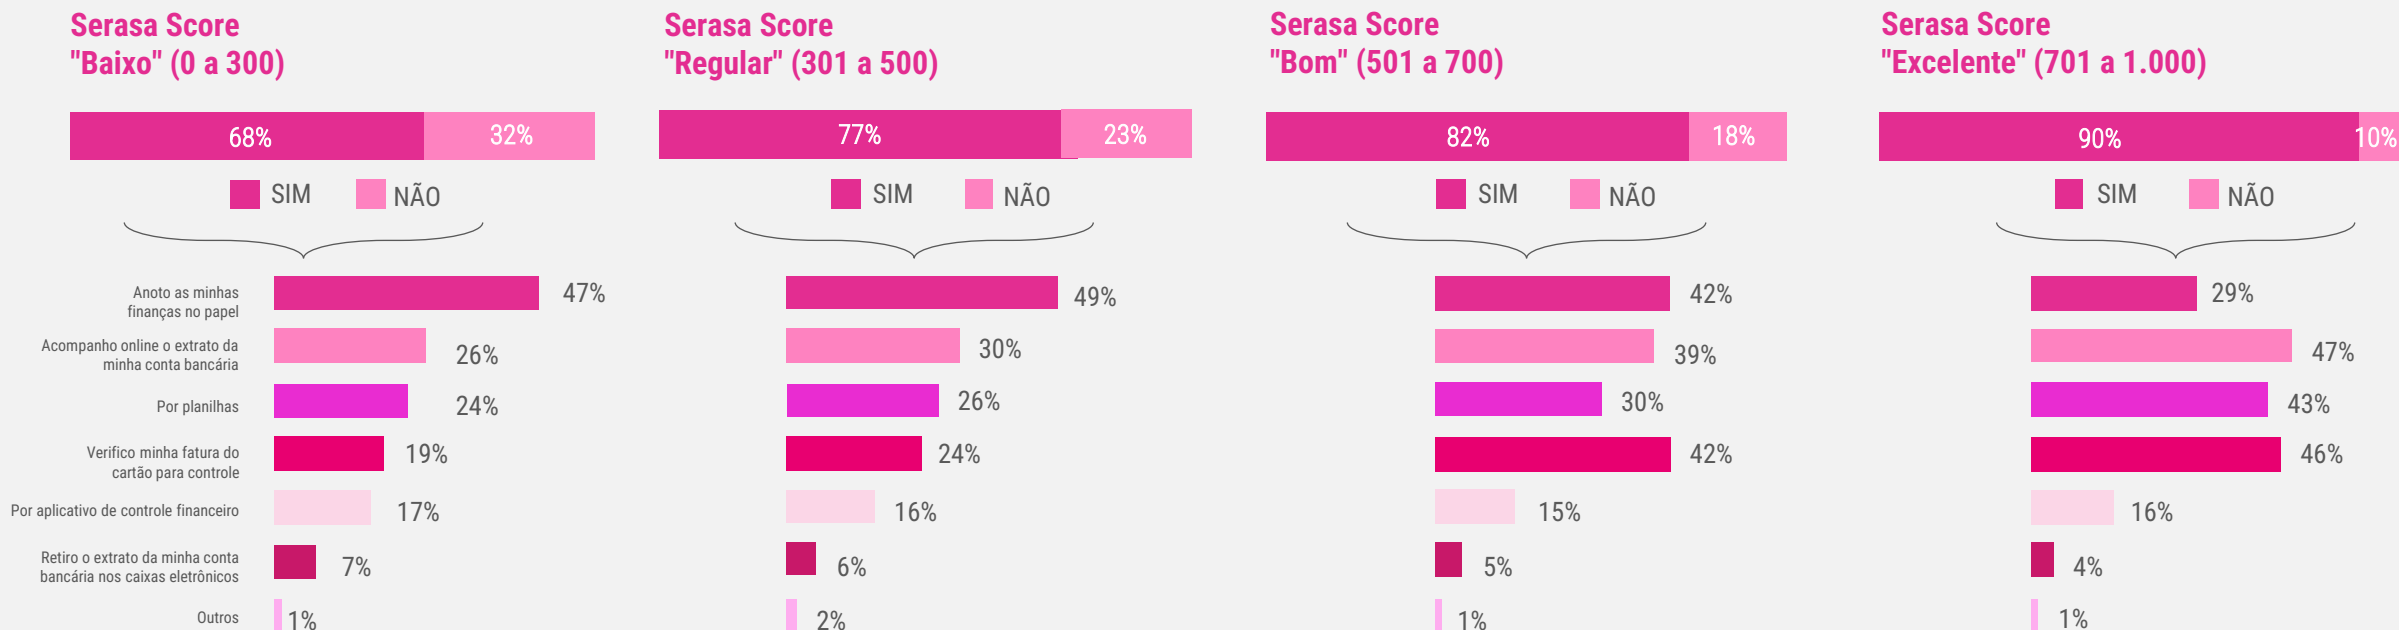 Serasa Score
"Baixo" (0 a 300)
68%
32%
SIM
NÃO
Anoto as minhas
finanças no papel
47%
Acompanho online o extrato da
minha conta bancária
26%
Por planilhas
24%
Verifico minha fatura do
cartão para controle
19%
Por aplicativo de controle financeiro
17%
Retiro o extrato da minha conta
bancária nos caixas eletrônicos
7%
Outros
1%
Serasa Score
"Regular" (301 a 500)
77%
23%
SIM
NÃO
49%
30%
26%
24%
16%
6%
2%
Serasa Score
"Bom" (501 a 700)
82%
18%
SIM
NÃO
42%
39%
30%
42%
15%
5%
1%
Serasa Score
"Excelente" (701 a 1.000)
90%
10%
SIM
NÃO
29%
47%
43%
46%
16%
4%
1%